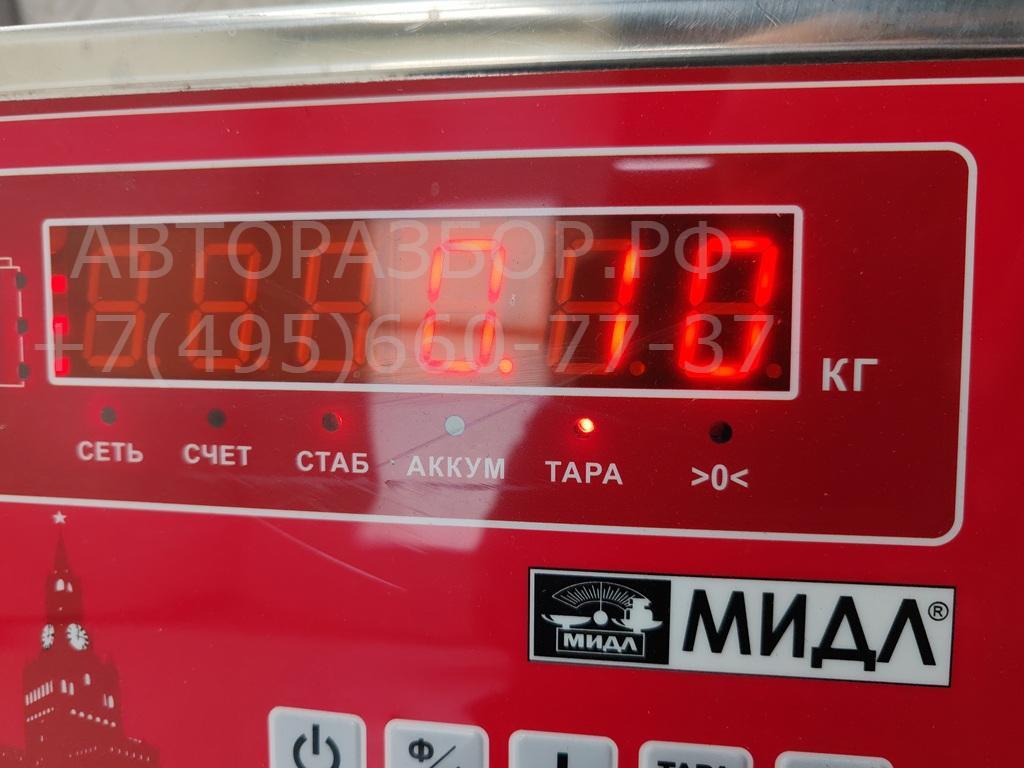 АВТОРАЗБОР.РФ
0.10
+7(495)660-77-37
КГ
СЕТЬ СЧЕТ СТАБ АККУМ ТАРА >0<
МИДЛ МИДЛ®
Ф/